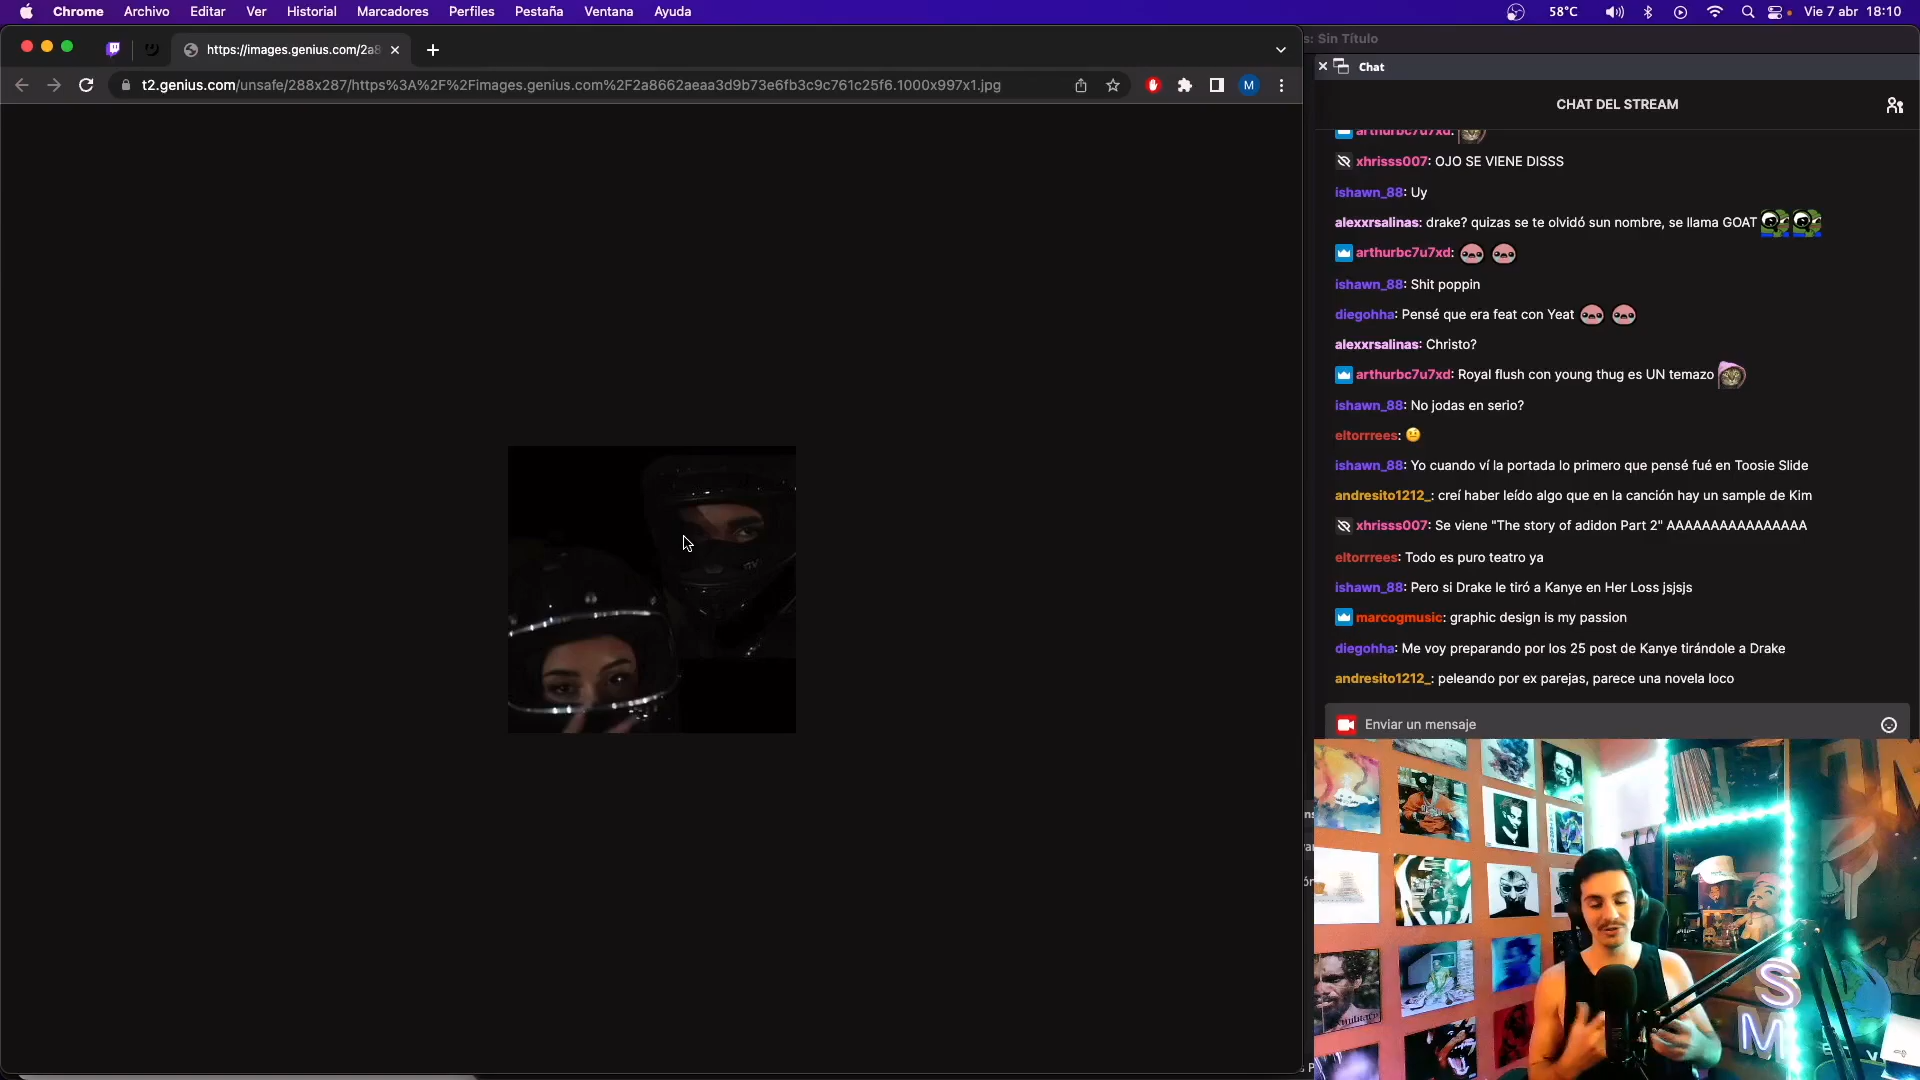 Chrome Archivo Editar Ver Historial Marcadores Perfiles Pestaña Ventana Ayuda 58°C Vie 7 abr 18:10
https://images.genius.com/2a8
t2.genius.com/unsafe/288x287/https%3A%2F%2Fimages.genius.com%2F2a8662aeaa3d9b73e6fb3c9c761c25f6.1000x997x1.jpg
M
s: Sin Título
Chat
CHAT DEL STREAM
arthurbc7u7xd:
xhrisss007: OJO SE VIENE DISSS
ishawn_88: Uy
alexxrsalinas: drake? quizas se te olvidó sun nombre, se llama GOAT
arthurbc7u7xd:
ishawn_88: Shit poppin
diegohha: Pensé que era feat con Yeat
alexxrsalinas: Christo?
arthurbc7u7xd: Royal flush con young thug es UN temazo
ishawn_88: No jodas en serio?
eltorrrees:
ishawn_88: Yo cuando ví la portada lo primero que pensé fué en Toosie Slide
andresito1212_: creí haber leído algo que en la canción hay un sample de Kim
xhrisss007: Se viene "The story of adidon Part 2" AAAAAAAAAAAAAAAA
eltorrrees: Todo es puro teatro ya
ishawn_88: Pero si Drake le tiró a Kanye en Her Loss jsjsjs
marcogmusic: graphic design is my passion
diegohha: Me voy preparando por los 25 post de Kanye tirándole a Drake
andresito1212_: peleando por ex parejas, parece una novela loco
Enviar un mensaje
S
M